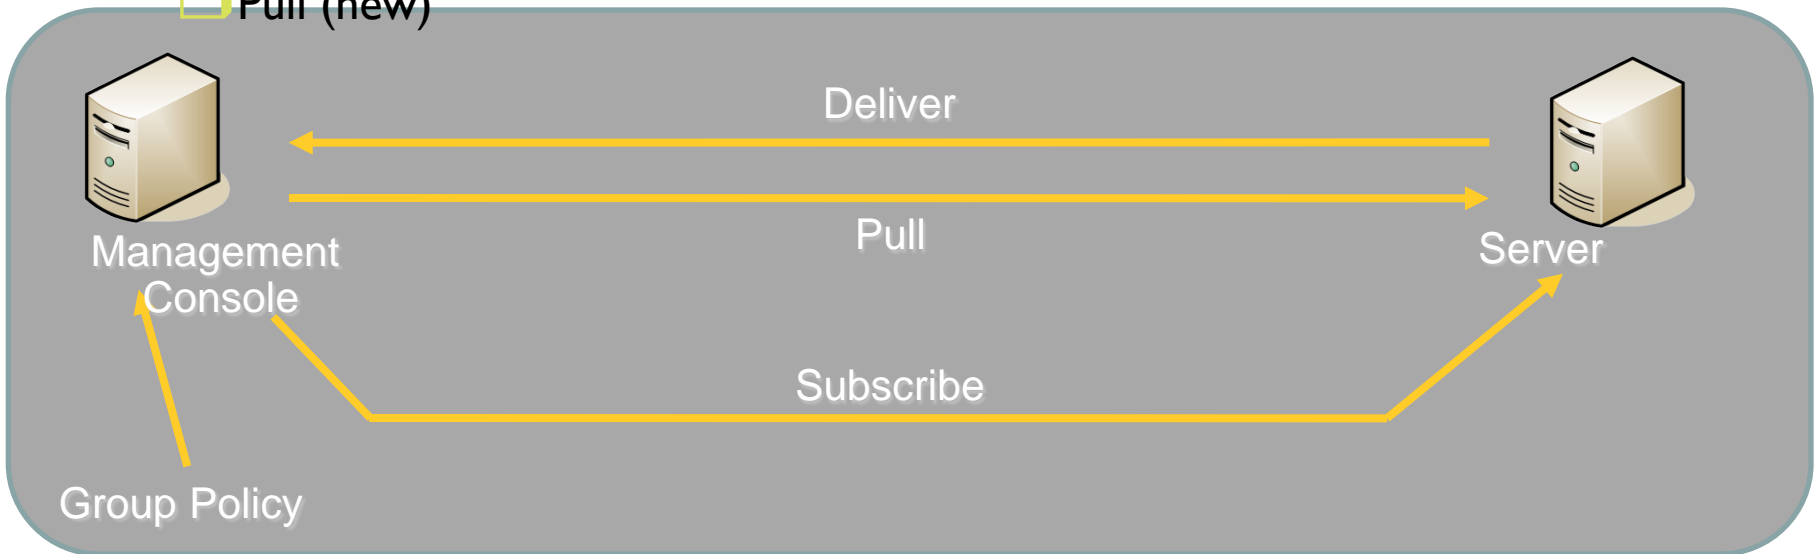 Pull (new)
Deliver
Pull
Management
Console
Server
Subscribe
Group Policy